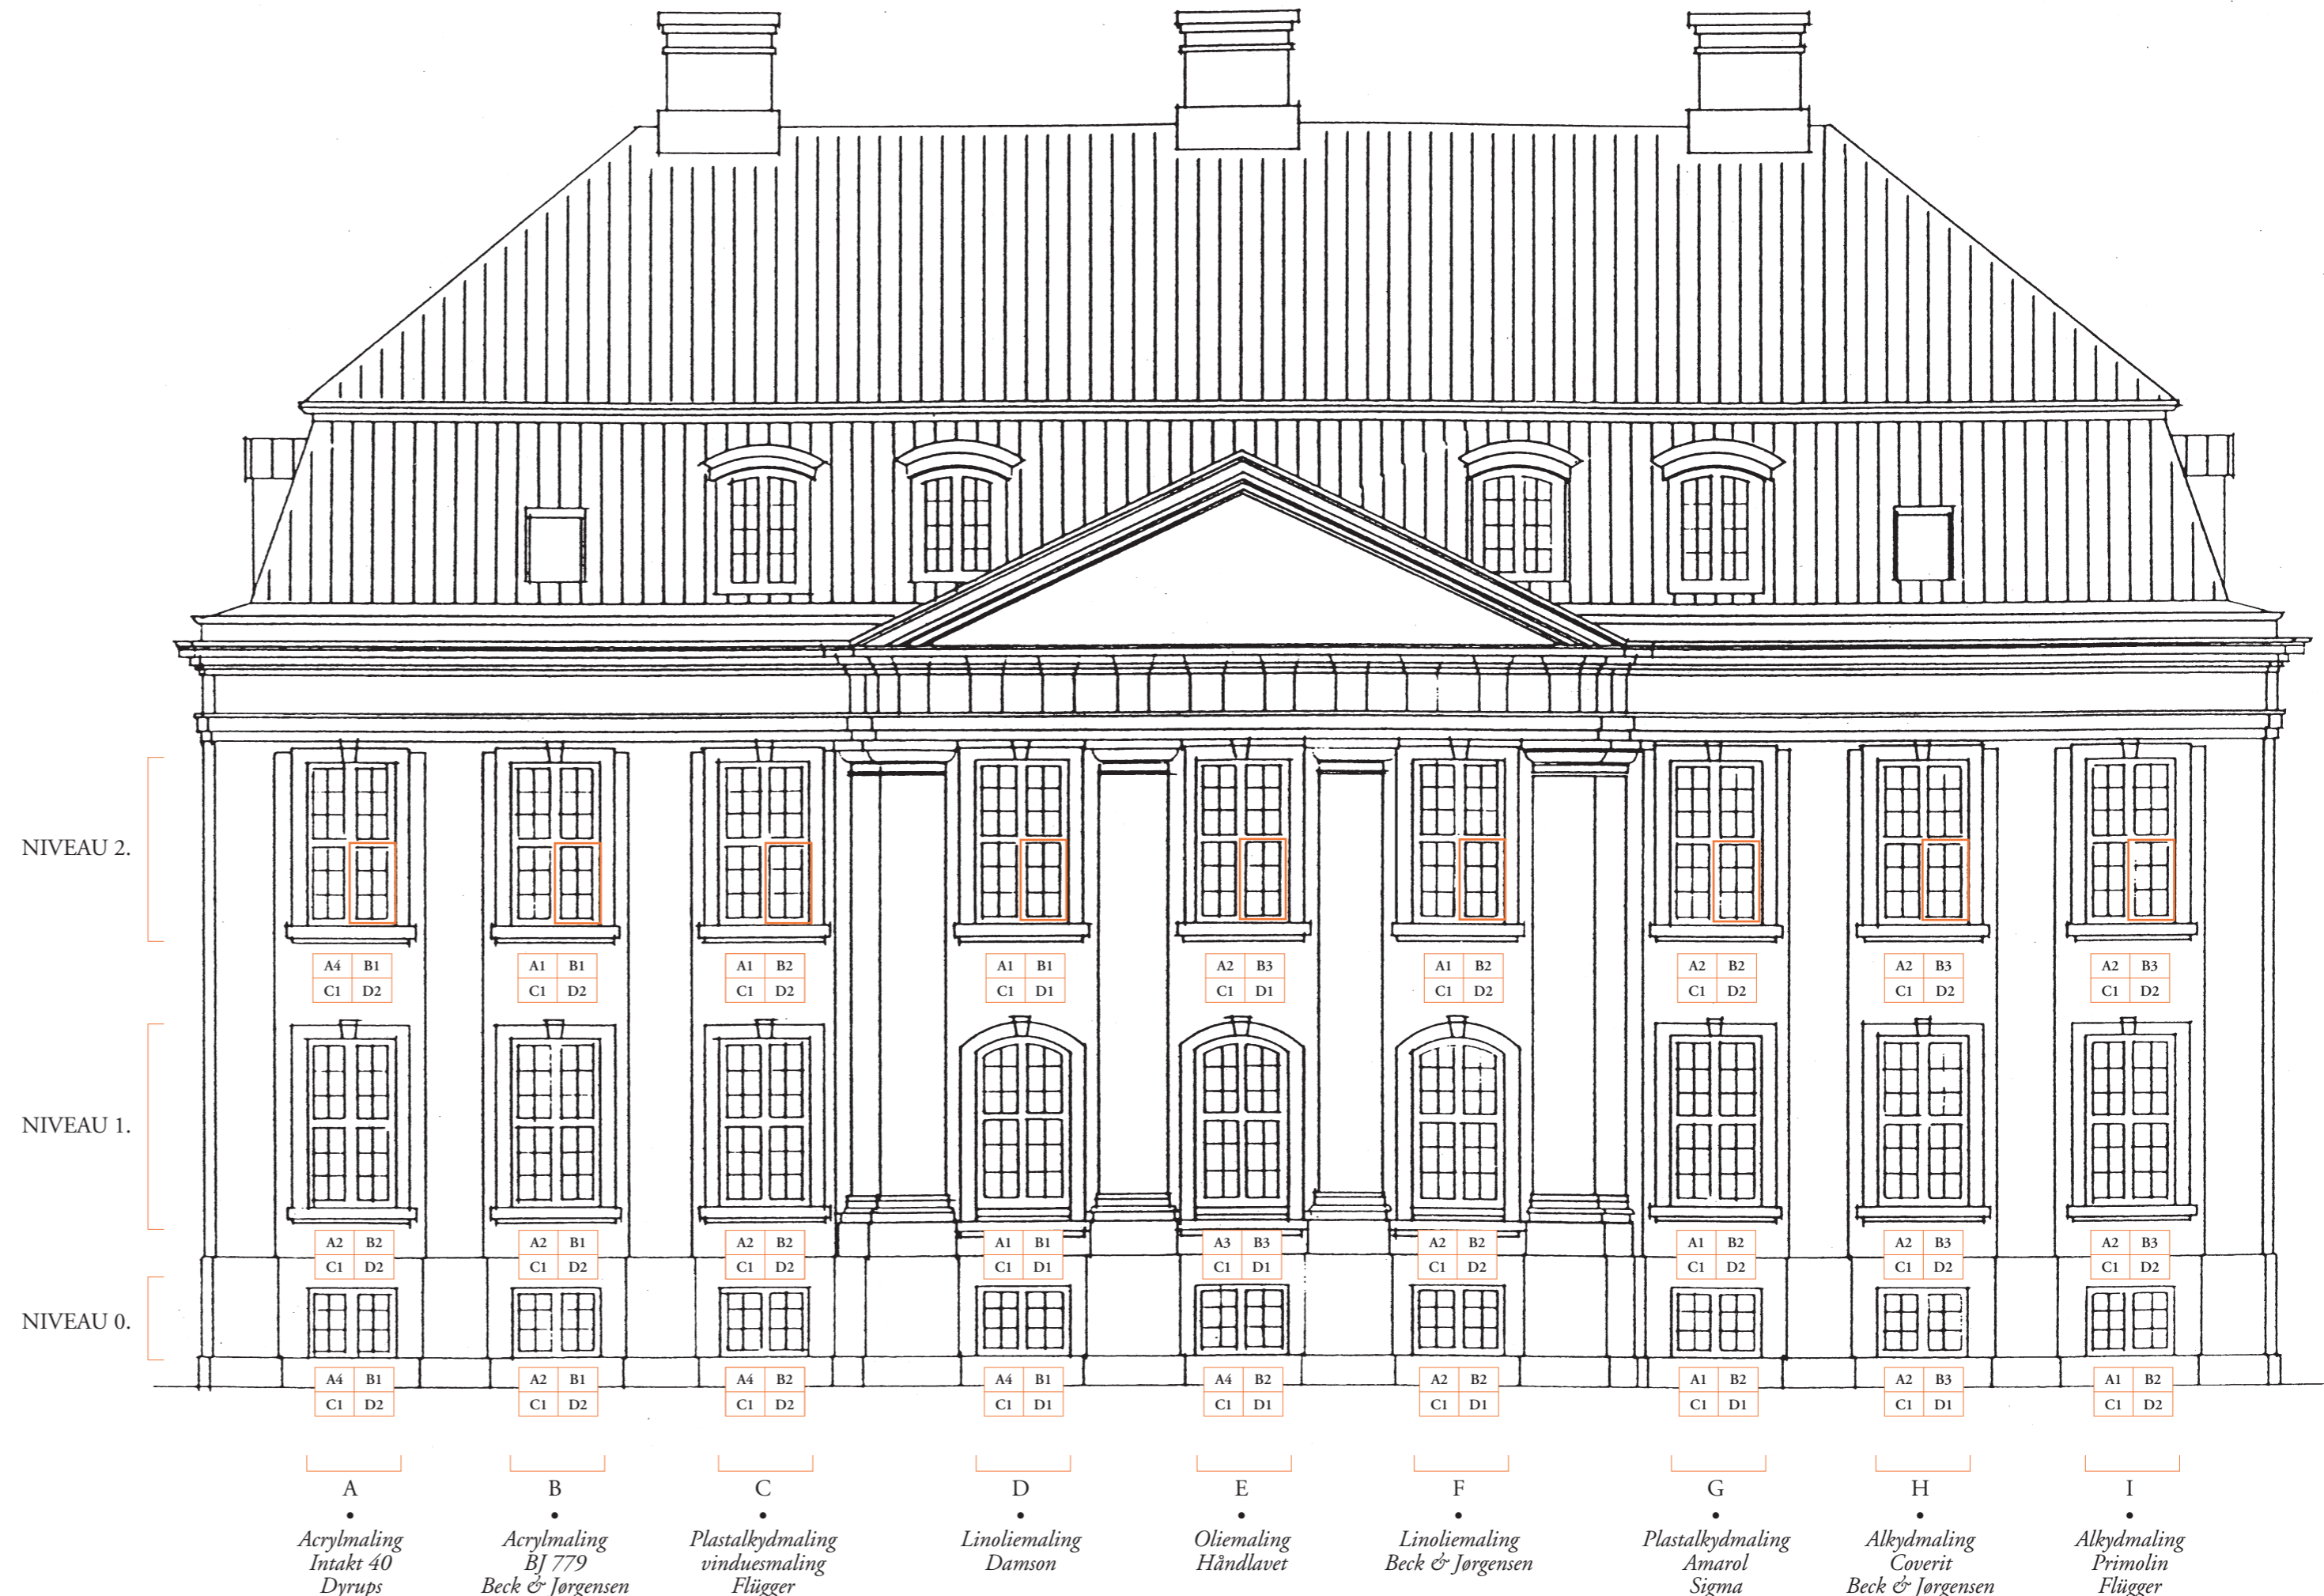 NIVEAU 2.
A4 B1 A1 B1 A1 B2 A1 B1 A2 B3 A1 B2 A2 B2 A2 B3 A2 B3
C1 D2 C1 D2 C1 D2 C1 D1 C1 D1 C1 D2 C1 D2 C1 D2 C1 D2
NIVEAU 1.
A2 B2 A2 B1 A2 B2 A1 B1 A3 B3 A2 B2 A1 B2 A2 B3 A2 B3
C1 D2 C1 D2 C1 D2 C1 D1 C1 D1 C1 D2 C1 D2 C1 D2 C1 D2
NIVEAU 0.
A4 B1 A2 B1 A4 B2 A4 B1 A4 B2 A2 B2 A1 B2 A2 B3 A1 B2
C1 D2 C1 D2 C1 D2 C1 D1 C1 D1 C1 D1 C1 D1 C1 D1 C1 D2
A
•
Acrylmaling
Intakt 40
Dyrups
B
•
Acrylmaling
BJ 779
Beck & Jørgensen
C
•
Plastalkydmaling
vinduesmaling
Flügger
D
•
Linoliemaling
Damson
E
•
Oliemaling
Håndlavet
F
•
Linoliemaling
Beck & Jørgensen
G
•
Plastalkydmaling
Amarol
Sigma
H
•
Alkydmaling
Coverit
Beck & Jørgensen
I
•
Alkydmaling
Primolin
Flügger